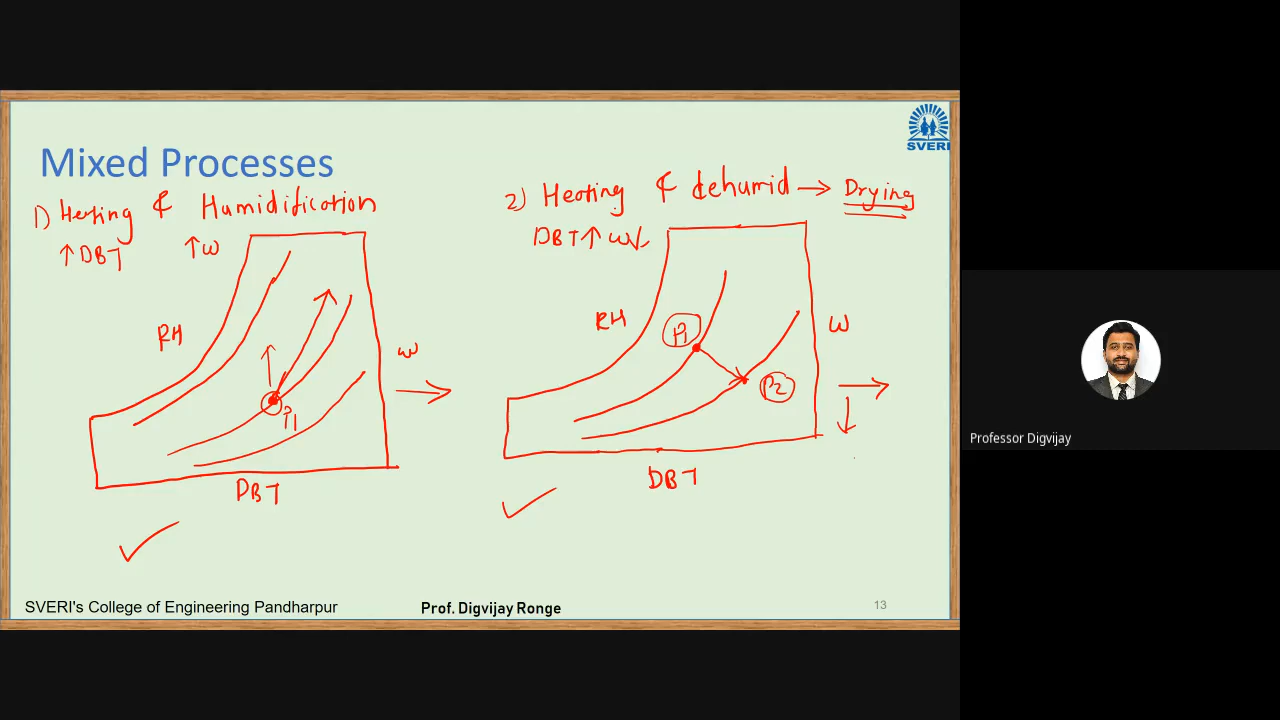 SVERI
Mixed Processes
1) Heating & Humidification
↑ DBT ↑ W
RH
P1
w
DBT
2) Heating & dehumid → Drying
DBT ↑ W↓
RH
P1
P2
W
DBT
SVERI's College of Engineering Pandharpur
Prof. Digvijay Ronge
13
Professor Digvijay